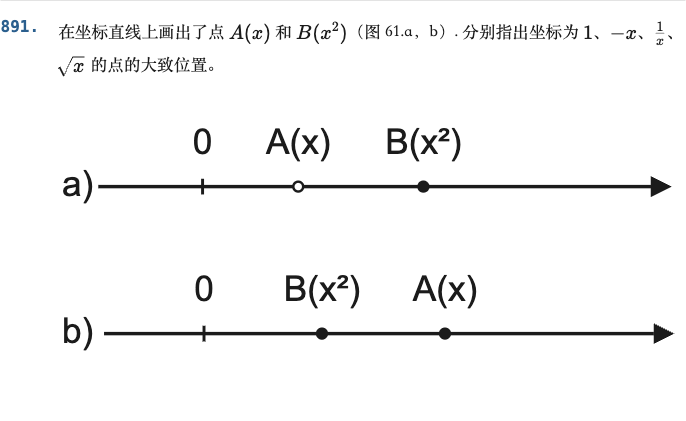 891. 在坐标直线上画出了点 A(x) 和 B(x²)（图 61.a, b）. 分别指出坐标为 1、−x、1/x、
√x 的点的大致位置。
0 A(x) B(x²)
a)
0 B(x²) A(x)
b)